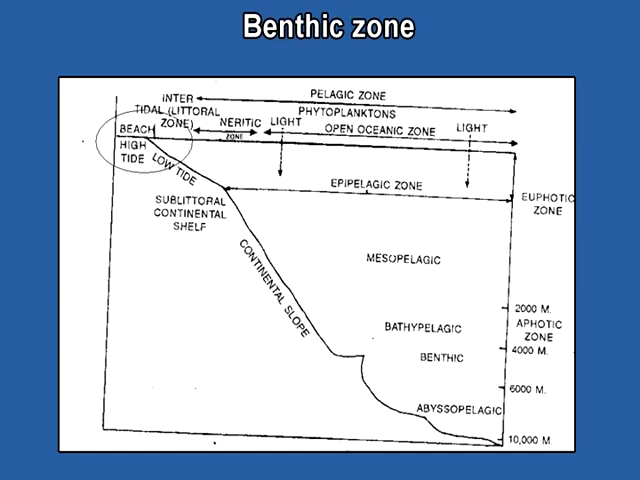 Benthic zone
PELAGIC ZONE
INTER
TIDAL (LITTORAL
ZONE)
PHYTOPLANKTONS
NERITIC
ZONE
LIGHT
OPEN OCEANIC ZONE
LIGHT
BEACH
HIGH
TIDE
LOW TIDE
EPIPELAGIC ZONE
EUPHOTIC
ZONE
SUBLITTORAL
CONTINENTAL
SHELF
CONTINENTAL SLOPE
MESOPELAGIC
2000 M.
BATHYPELAGIC
APHOTIC
ZONE
4000 M.
BENTHIC
6000 M.
ABYSSOPELAGIC
10,000 M.